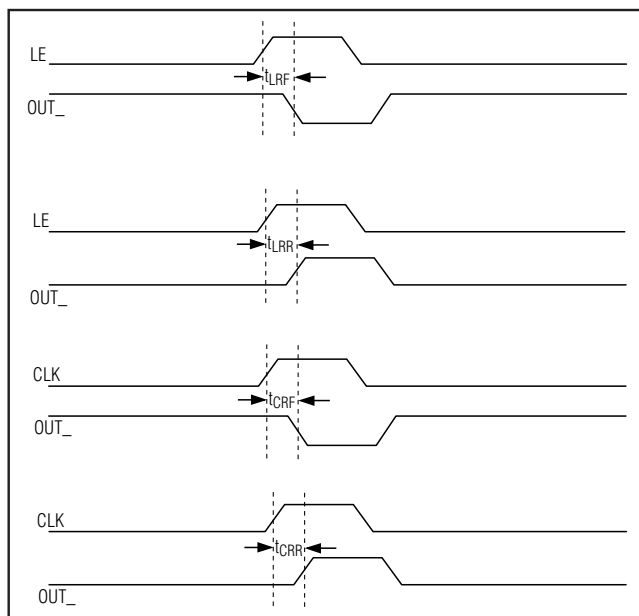 LE
tLRF
OUT_
LE
tLRR
OUT_
CLK
tCRF
OUT_
CLK
tCRR
OUT_